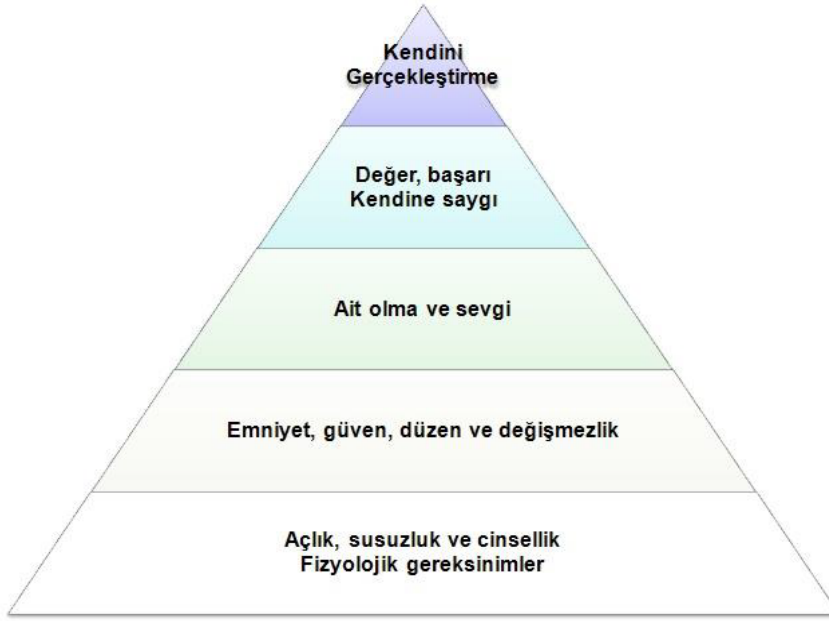 Kendini
Gerçekleştirme
Değer, başarı
Kendine saygı
Ait olma ve sevgi
Emniyet, güven, düzen ve değişmezlik
Açlık, susuzluk ve cinsellik
Fizyolojik gereksinimler